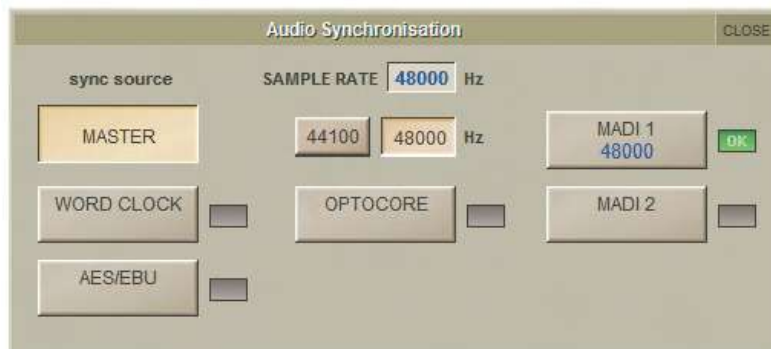 Audio Synchronisation CLOSE
sync source SAMPLE RATE 48000 Hz
MASTER 44100 48000 Hz MADI 1
48000 OK
WORD CLOCK OPTOCORE MADI 2
AES/EBU